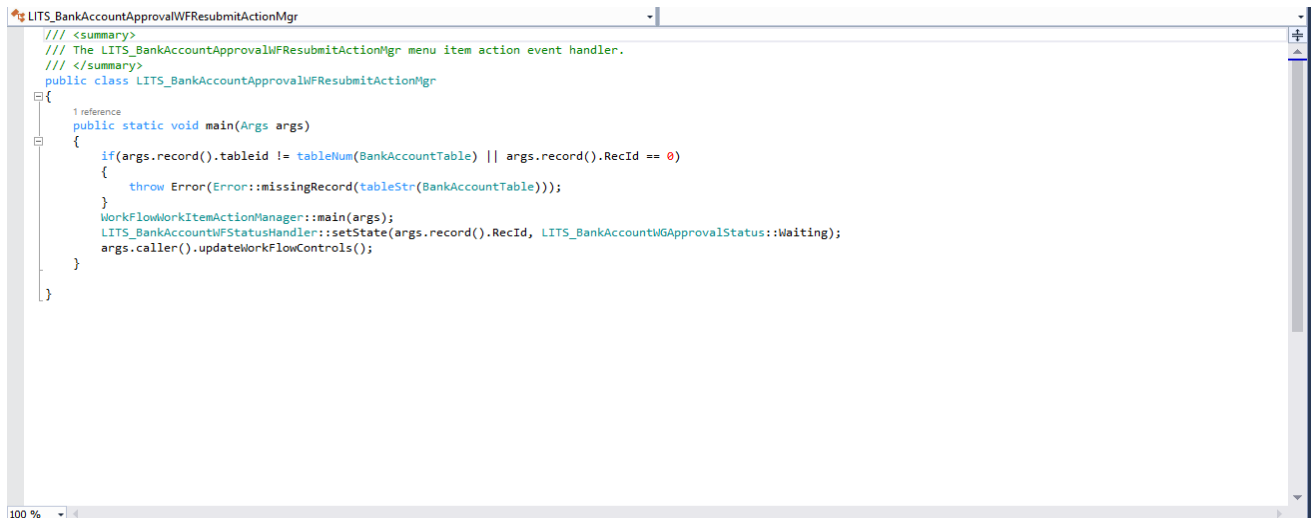 LITS_BankAccountApprovalWFResubmitActionMgr
/// <summary>
/// The LITS_BankAccountApprovalWFResubmitActionMgr menu item action event handler.
/// </summary>
public class LITS_BankAccountApprovalWFResubmitActionMgr
{
1 reference
public static void main(Args args)
{
if(args.record().tableid != tableNum(BankAccountTable) || args.record().RecId == 0)
{
throw Error(Error::missingRecord(tableStr(BankAccountTable)));
}
WorkFlowWorkItemActionManager::main(args);
LITS_BankAccountWFStatusHandler::setState(args.record().RecId, LITS_BankAccountWGApprovalStatus::Waiting);
args.caller().updateWorkFlowControls();
}
}
100 %